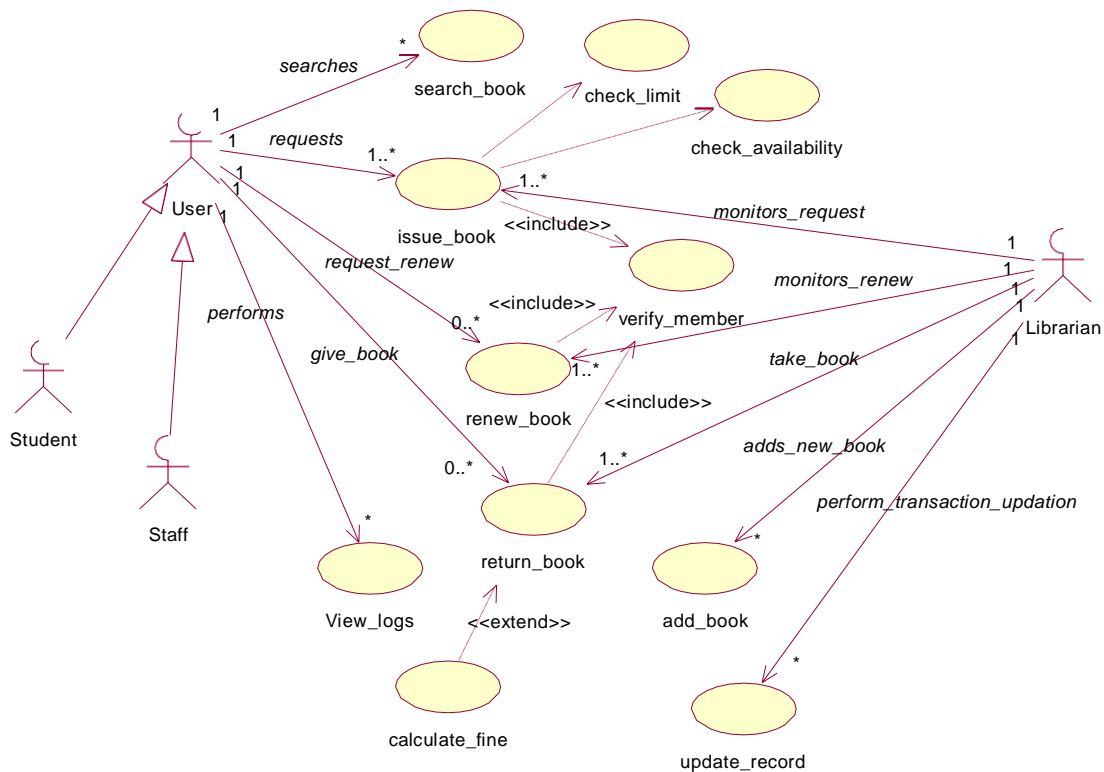 search_book
check_limit
check_availability
*
searches
1
1
requests
1..*
User
1
1
1
issue_book
1..*
monitors_request
<<include>>
1
request_renew
verify_member
<<include>>
monitors_renew
1
1
1
1
Librarian
performs
0..*
give_book
1..*
renew_book
take_book
<<include>>
Student
Staff
0..*
1..*
adds_new_book
perform_transaction_updation
*
return_book
*
View_logs
<<extend>>
add_book
calculate_fine
*
update_record